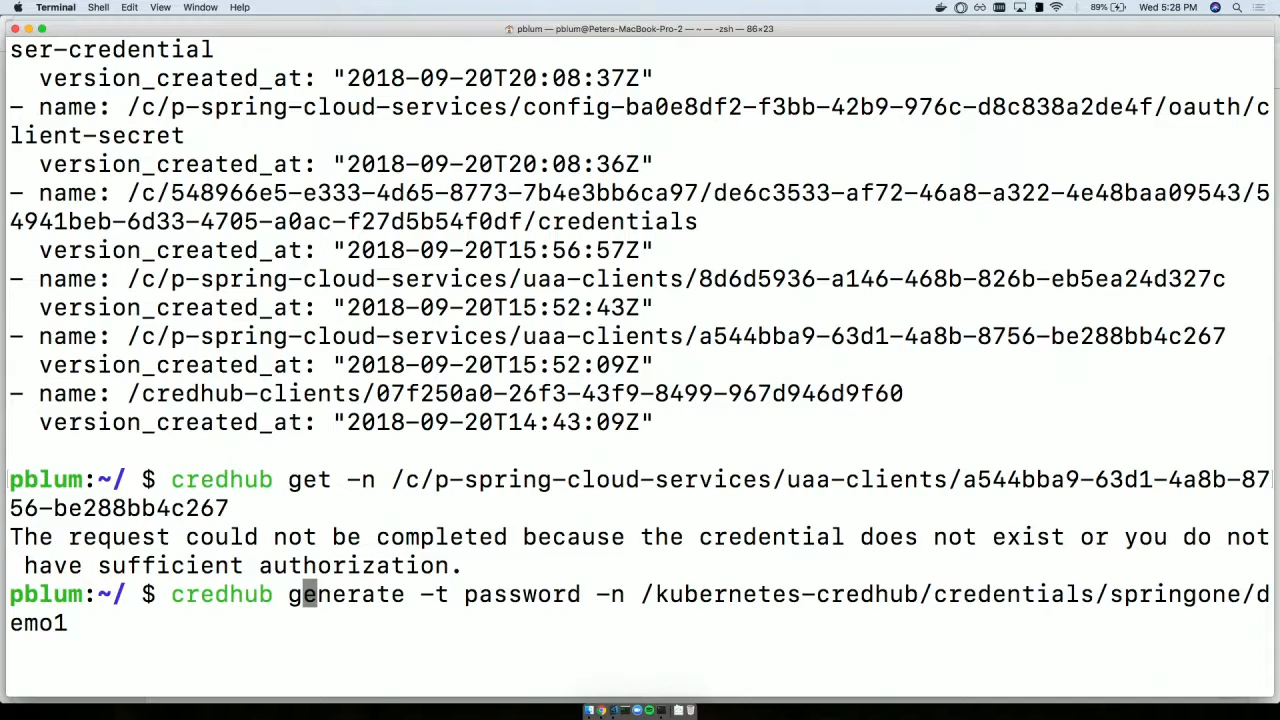 Terminal Shell Edit View Window Help 89% Wed 5:28 PM
pblum — pblum@Peters-MacBook-Pro-2 — ~ — -zsh — 86×23
ser-credential
  version_created_at: "2018-09-20T20:08:37Z"
- name: /c/p-spring-cloud-services/config-ba0e8df2-f3bb-42b9-976c-d8c838a2de4f/oauth/c
lient-secret
  version_created_at: "2018-09-20T20:08:36Z"
- name: /c/548966e5-e333-4d65-8773-7b4e3bb6ca97/de6c3533-af72-46a8-a322-4e48baa09543/5
4941beb-6d33-4705-a0ac-f27d5b54f0df/credentials
  version_created_at: "2018-09-20T15:56:57Z"
- name: /c/p-spring-cloud-services/uaa-clients/8d6d5936-a146-468b-826b-eb5ea24d327c
  version_created_at: "2018-09-20T15:52:43Z"
- name: /c/p-spring-cloud-services/uaa-clients/a544bba9-63d1-4a8b-8756-be288bb4c267
  version_created_at: "2018-09-20T15:52:09Z"
- name: /credhub-clients/07f250a0-26f3-43f9-8499-967d946d9f60
  version_created_at: "2018-09-20T14:43:09Z"
pblum:~/ $ credhub get -n /c/p-spring-cloud-services/uaa-clients/a544bba9-63d1-4a8b-87
56-be288bb4c267
The request could not be completed because the credential does not exist or you do not
 have sufficient authorization.
pblum:~/ $ credhub generate -t password -n /kubernetes-credhub/credentials/springone/d
emo1